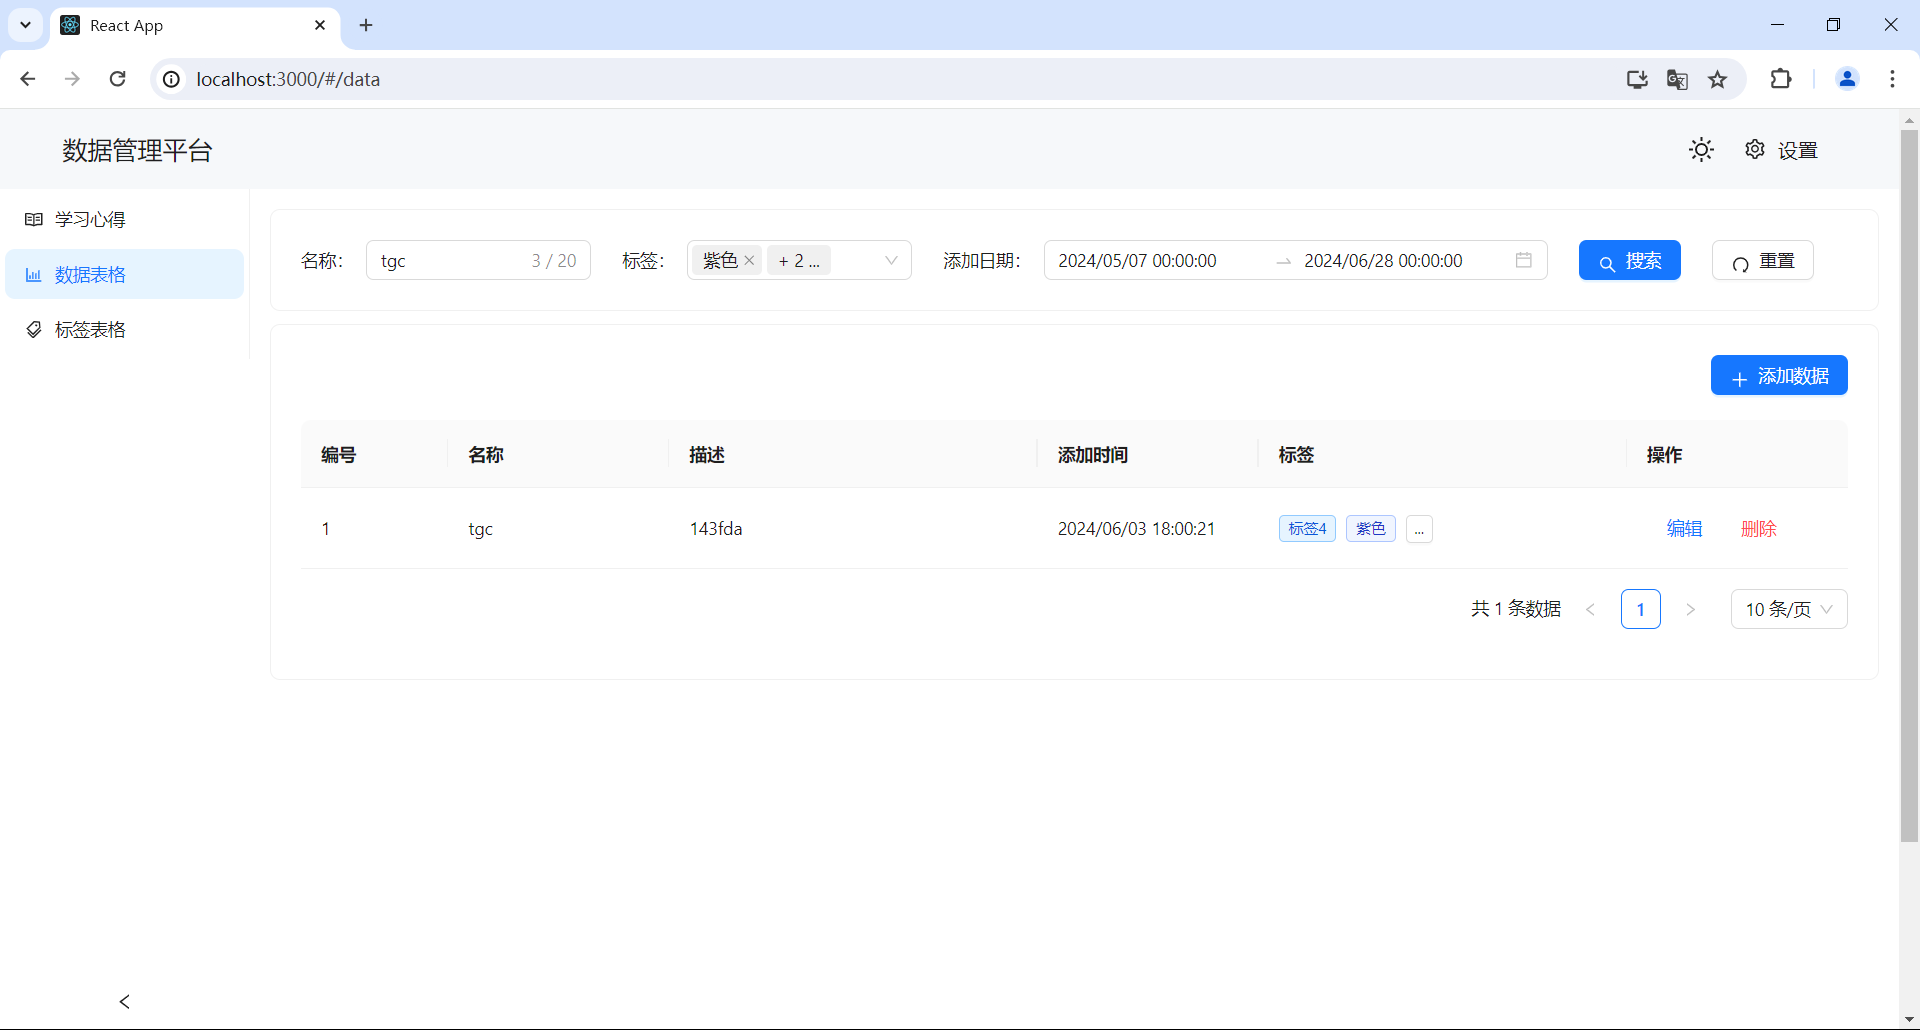 React App
localhost:3000/#/data
数据管理平台
设置
学习心得
数据表格
标签表格
名称： tgc 3 / 20 标签： 紫色 + 2 ... 添加日期： 2024/05/07 00:00:00 2024/06/28 00:00:00 搜索 重置
添加数据
编号 名称 描述 添加时间 标签 操作
1 tgc 143fda 2024/06/03 18:00:21 标签4 紫色 ... 编辑 删除
共 1 条数据 < 1 > 10 条/页